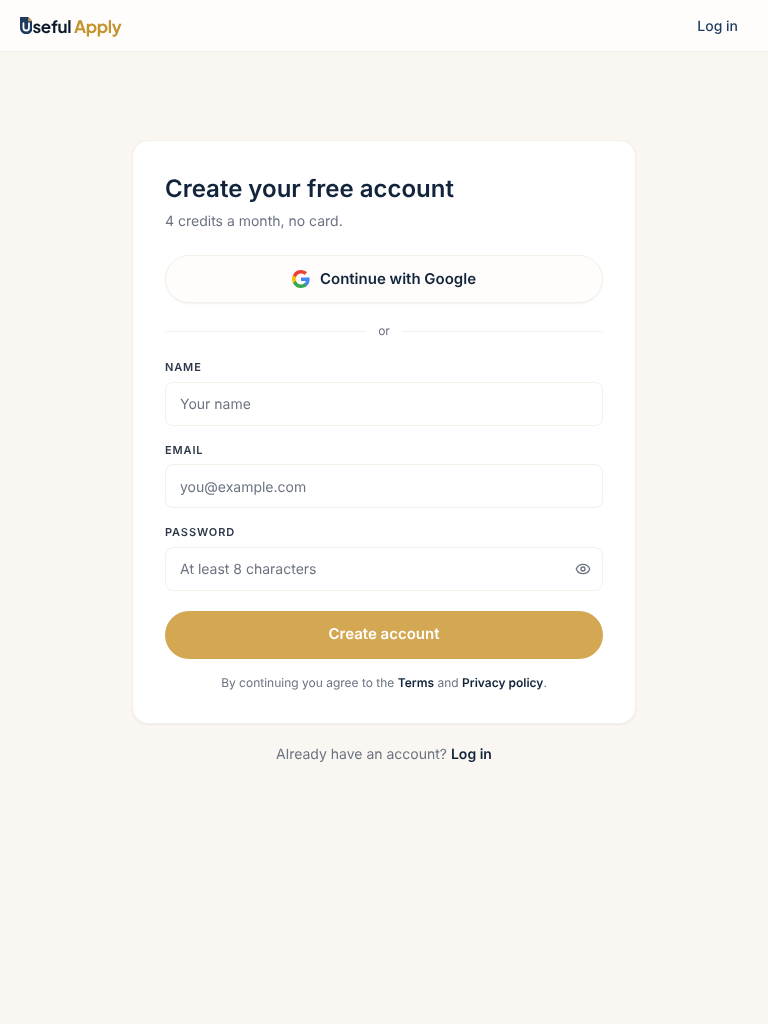 Useful Apply
Log in
Create your free account
4 credits a month, no card.
Continue with Google
or
NAME
Your name
EMAIL
you@example.com
PASSWORD
At least 8 characters
Create account
By continuing you agree to the Terms and Privacy policy.
Already have an account? Log in